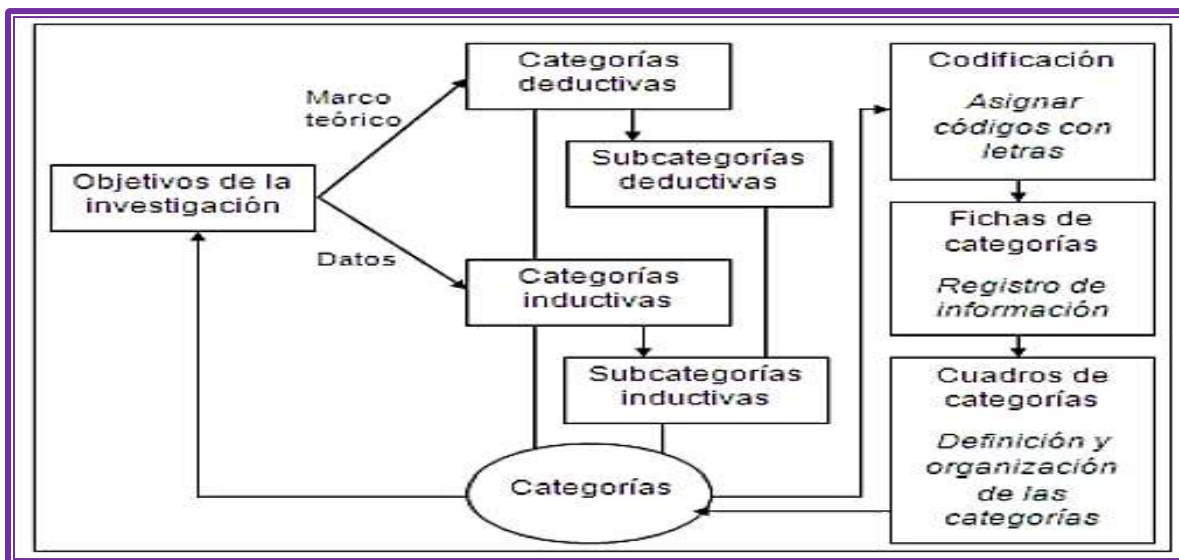 Objetivos de la
investigación
Marco
teórico
Datos
Categorías
deductivas
Subcategorías
deductivas
Categorías
inductivas
Subcategorías
inductivas
Categorías
Codificación
Asignar
códigos con
letras
Fichas de
categorías
Registro de
información
Cuadros de
categorías
Definición y
organización
de las
categorías